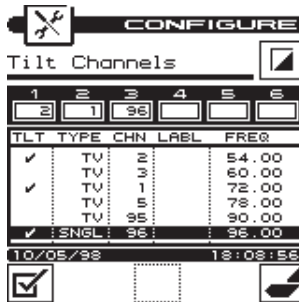 CONFIGURE
Tilt Channels
1 2 3 4 5 6
2 1 96
TLT TYPE CHN LABL FREQ
✓ TV 2 54.00
TV 3 60.00
✓ TV 1 72.00
TV 5 78.00
TV 95 90.00
✓ SNGL 96 96.00
10/05/98 18:08:56